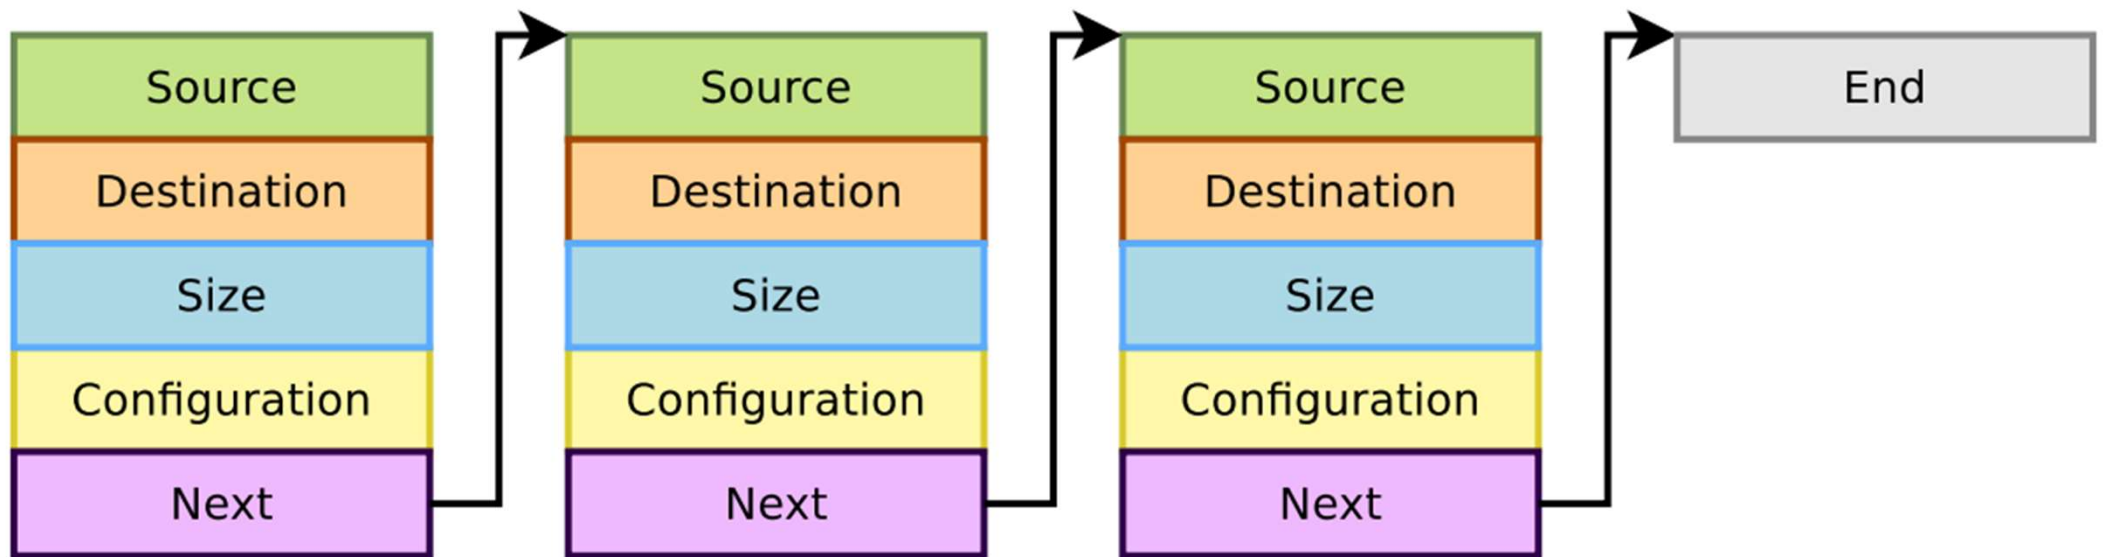 Source
Destination
Size
Configuration
Next
Source
Destination
Size
Configuration
Next
Source
Destination
Size
Configuration
Next
End